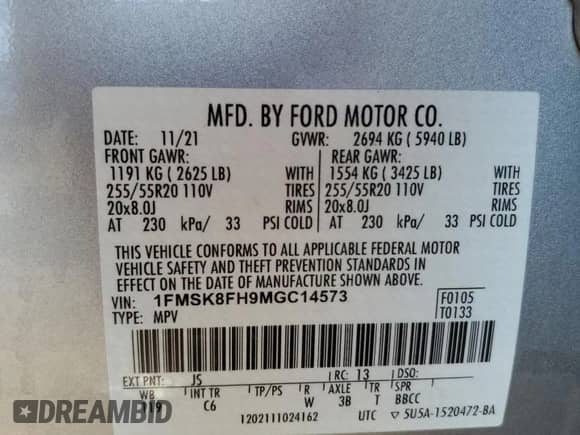 MFD. BY FORD MOTOR CO.
DATE: 11/21 GVWR: 2694 KG ( 5940 LB)
FRONT GAWR: REAR GAWR:
1191 KG ( 2625 LB) WITH 1554 KG ( 3425 LB) WITH
255/55R20 110V TIRES 255/55R20 110V TIRES
20x8.0J RIMS 20x8.0J RIMS
AT 230 kPa/ 33 PSI COLD AT 230 kPa/ 33 PSI COLD
THIS VEHICLE CONFORMS TO ALL APPLICABLE FEDERAL MOTOR
VEHICLE SAFETY AND THEFT PREVENTION STANDARDS IN
EFFECT ON THE DATE OF MANUFACTURE SHOWN ABOVE.
VIN: 1FMSK8FH9MGC14573 F0105
TYPE: MPV T0133
EXT PNT: JS RC: 13 DSO:
WB TP/PS R AXLE TR SPR
119 C6 W 3B T BBCC
1202111024162 UTC 5U5A-1520472-BA
DREAMBID